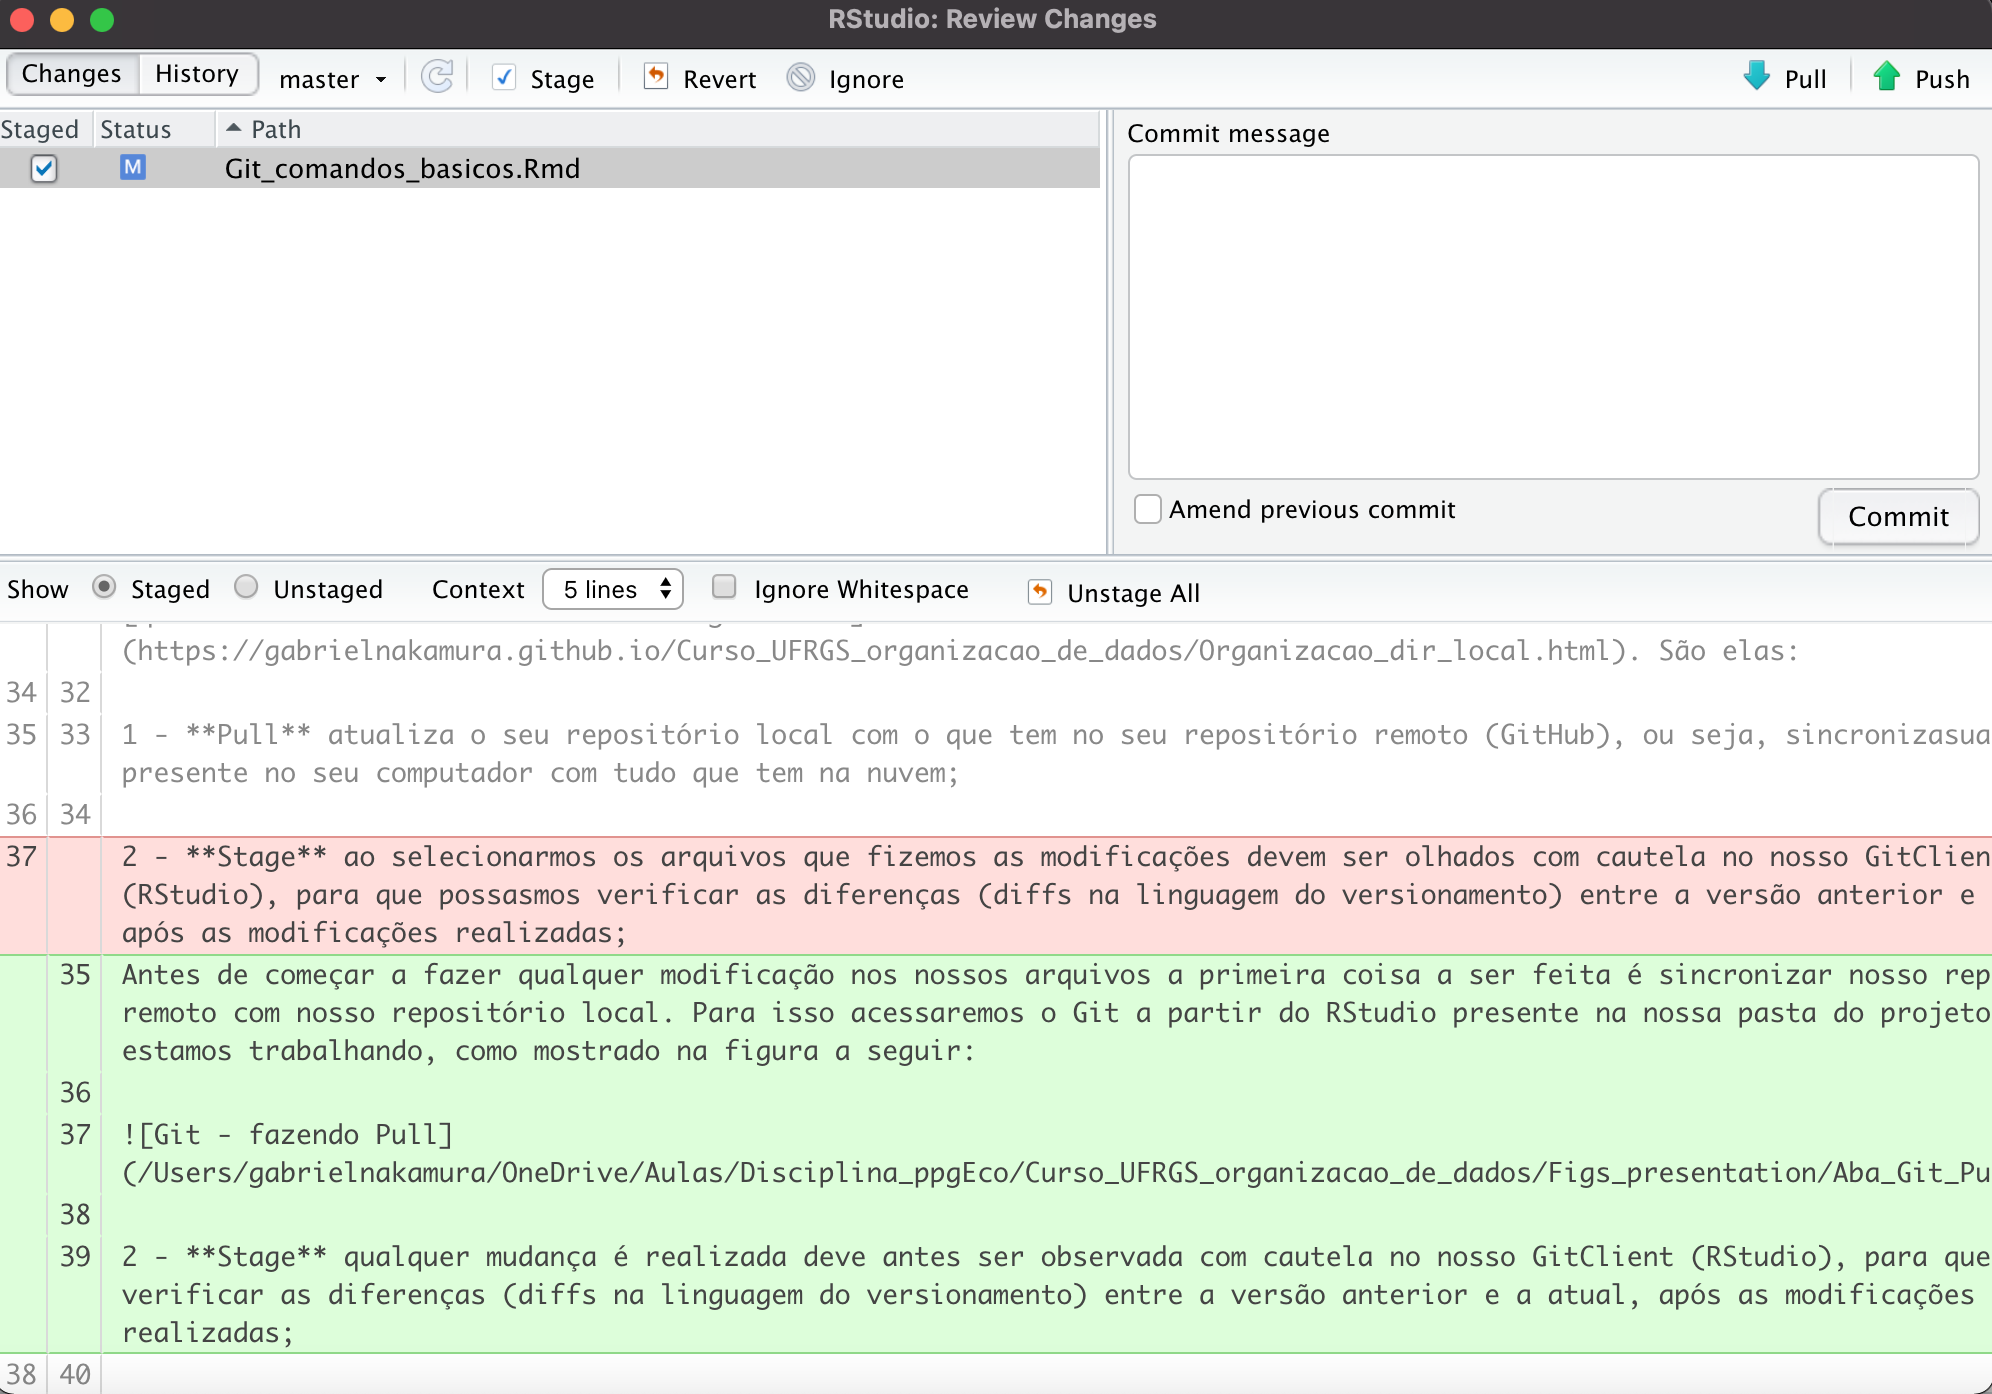 RStudio: Review Changes
Changes History master Stage Revert Ignore Pull Push
Staged Status Path
M Git_comandos_basicos.Rmd
Commit message
Amend previous commit
Commit
Show Staged Unstaged Context 5 lines Ignore Whitespace Unstage All
(https://gabrielnakamura.github.io/Curso_UFRGS_organizacao_de_dados/Organizacao_dir_local.html). São elas:
34 32
35 33 1 - **Pull** atualiza o seu repositório local com o que tem no seu repositório remoto (GitHub), ou seja, sincronizasua
presente no seu computador com tudo que tem na nuvem;
36 34
37 2 - **Stage** ao selecionarmos os arquivos que fizemos as modificações devem ser olhados com cautela no nosso GitClien
(RStudio), para que possasmos verificar as diferenças (diffs na linguagem do versionamento) entre a versão anterior e
após as modificações realizadas;
35 Antes de começar a fazer qualquer modificação nos nossos arquivos a primeira coisa a ser feita é sincronizar nosso rep
remoto com nosso repositório local. Para isso acessaremos o Git a partir do RStudio presente na nossa pasta do projeto
estamos trabalhando, como mostrado na figura a seguir:
36
37 ![Git - fazendo Pull]
(/Users/gabrielnakamura/OneDrive/Aulas/Disciplina_ppgEco/Curso_UFRGS_organizacao_de_dados/Figs_presentation/Aba_Git_Pu
38
39 2 - **Stage** qualquer mudança é realizada deve antes ser observada com cautela no nosso GitClient (RStudio), para que
verificar as diferenças (diffs na linguagem do versionamento) entre a versão anterior e a atual, após as modificações
realizadas;
38 40